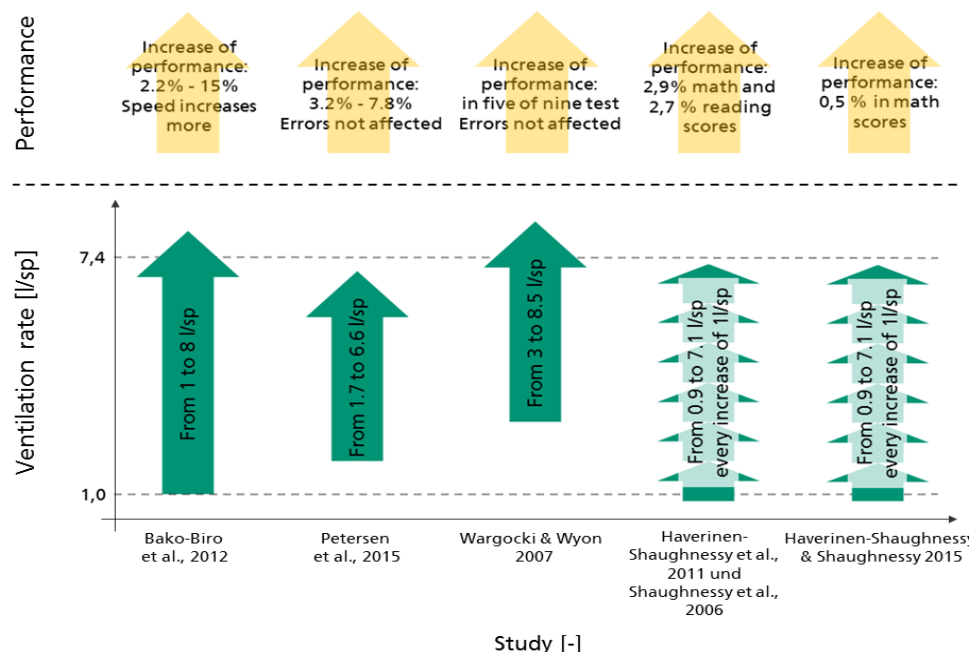 Performance
Increase of
performance:
2.2% - 15%
Speed increases
more
Increase of
performance:
3.2% - 7.8%
Errors not affected
Increase of
performance:
in five of nine test
Errors not affected
Increase of
performance:
2,9% math and
2,7 % reading
scores
Increase of
performance:
0,5 % in math
scores
Ventilation rate [l/sp]
7,4
1,0
From 1 to 8 l/sp
From 1.7 to 6.6 l/sp
From 3 to 8.5 l/sp
From 0.9 to 7.1 l/sp
every increase of 1l/sp
From 0.9 to 7.1 l/sp
every increase of 1l/sp
Bako-Biro
et al., 2012
Petersen
et al., 2015
Wargocki & Wyon
2007
Haverinen-
Shaughnessy et al.,
2011 und
Shaughnessy et al.,
2006
Haverinen-Shaughnessy
& Shaughnessy 2015
Study [-]